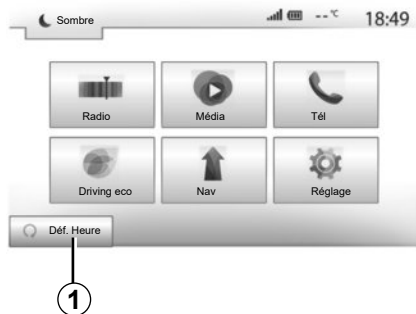 Sombre
--°C
18:49
Radio
Média
Tél
Driving eco
Nav
Réglage
Déf. Heure
1